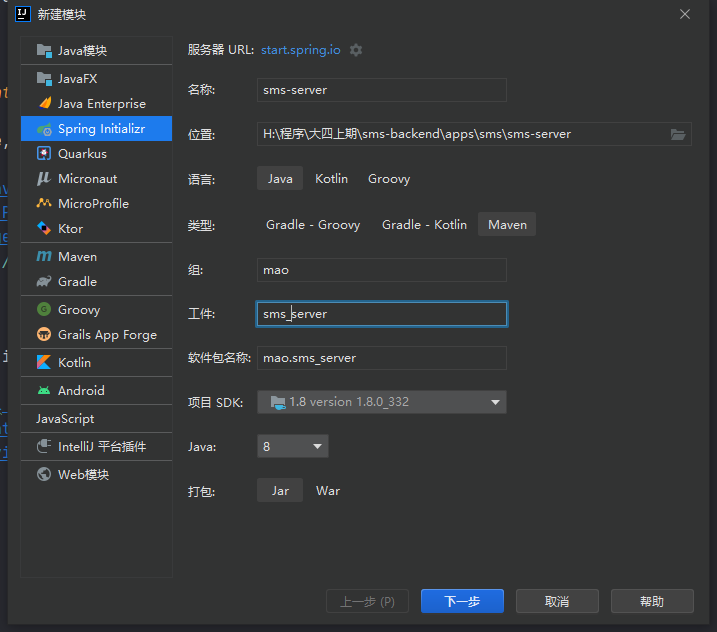 新建模块
Java模块
JavaFX
Java Enterprise
Spring Initializr
Quarkus
Micronaut
MicroProfile
Ktor
Maven
Gradle
Groovy
Grails App Forge
Kotlin
Android
JavaScript
IntelliJ 平台插件
Web模块
服务器 URL: start.spring.io
名称: sms-server
位置: H:\程序\大四上期\sms-backend\apps\sms\sms-server
语言: Java Kotlin Groovy
类型: Gradle - Groovy Gradle - Kotlin Maven
组: mao
工件: sms_server
软件包名称: mao.sms_server
项目 SDK: 1.8 version 1.8.0_332
Java: 8
打包: Jar War
上一步 (P) 下一步 取消 帮助